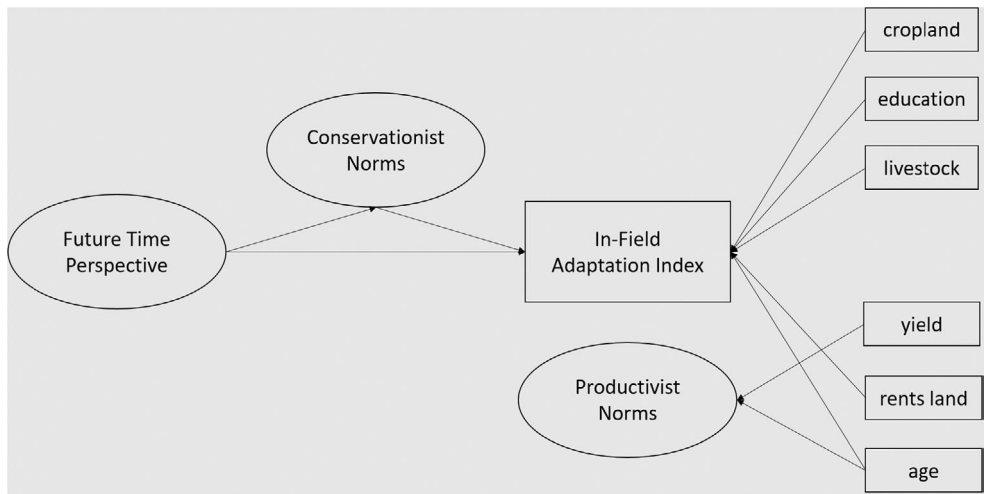 cropland
education
Conservationist
Norms
livestock
Future Time
Perspective
In-Field
Adaptation Index
yield
Productivist
Norms
rents land
age